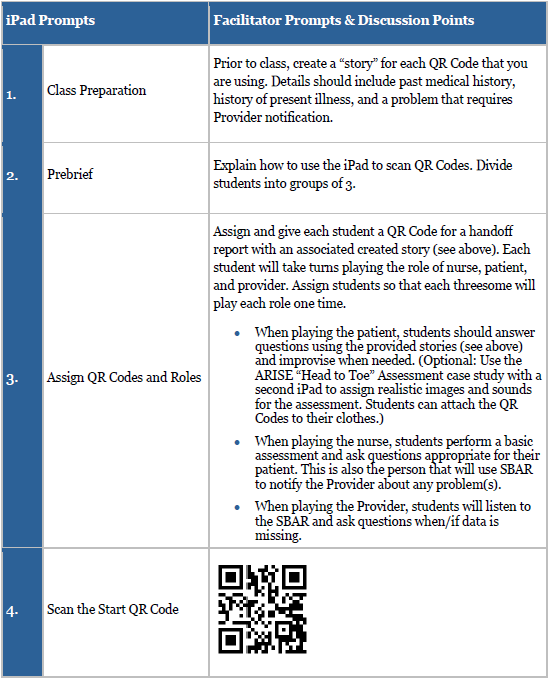 iPad Prompts
Facilitator Prompts & Discussion Points
1.
Class Preparation
Prior to class, create a “story” for each QR Code that you
are using. Details should include past medical history,
history of present illness, and a problem that requires
Provider notification.
2.
Prebrief
Explain how to use the iPad to scan QR Codes. Divide
students into groups of 3.
3.
Assign QR Codes and Roles
Assign and give each student a QR Code for a handoff
report with an associated created story (see above). Each
student will take turns playing the role of nurse, patient,
and provider. Assign students so that each threesome will
play each role one time.
• When playing the patient, students should answer
questions using the provided stories (see above)
and improvise when needed. (Optional: Use the
ARISE “Head to Toe” Assessment case study with a
second iPad to assign realistic images and sounds
for the assessment. Students can attach the QR
Codes to their clothes.)
• When playing the nurse, students perform a basic
assessment and ask questions appropriate for their
patient. This is also the person that will use SBAR
to notify the Provider about any problem(s).
• When playing the Provider, students will listen to
the SBAR and ask questions when/if data is
missing.
4.
Scan the Start QR Code